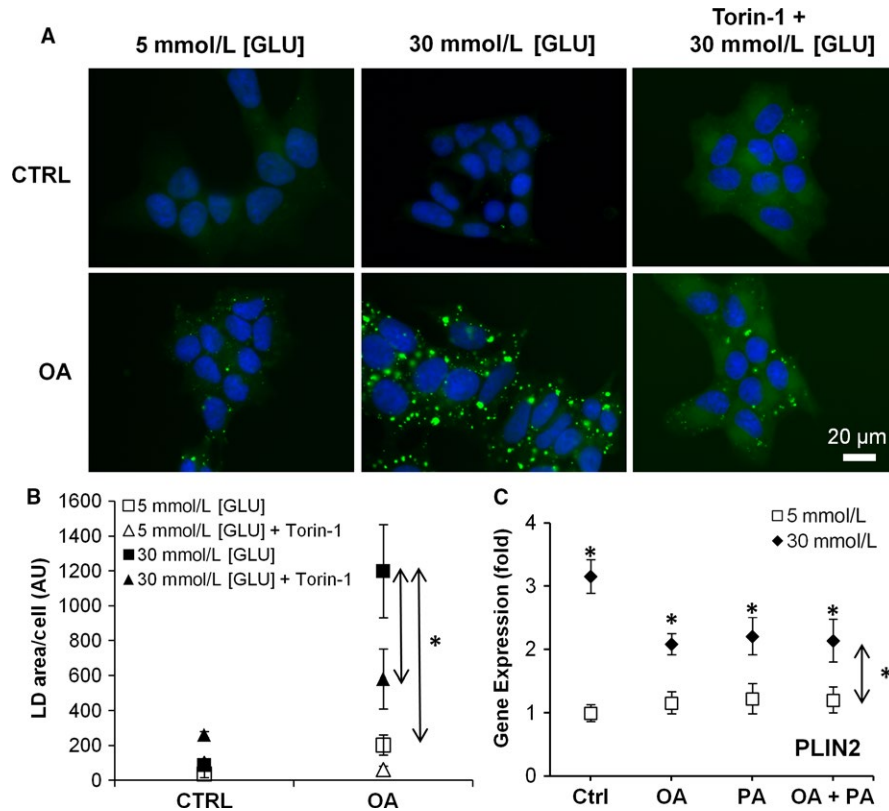 A
5 mmol/L [GLU]
30 mmol/L [GLU]
Torin-1 +
30 mmol/L [GLU]
CTRL
OA
20 µm
B
LD area/cell (AU)
1600
1400
1200
1000
800
600
400
200
0
5 mmol/L [GLU]
5 mmol/L [GLU] + Torin-1
30 mmol/L [GLU]
30 mmol/L [GLU] + Torin-1
*
CTRL
OA
C
Gene Expression (fold)
4
3
2
1
0
5 mmol/L
30 mmol/L
*
*
*
*
*
PLIN2
Ctrl
OA
PA
OA + PA